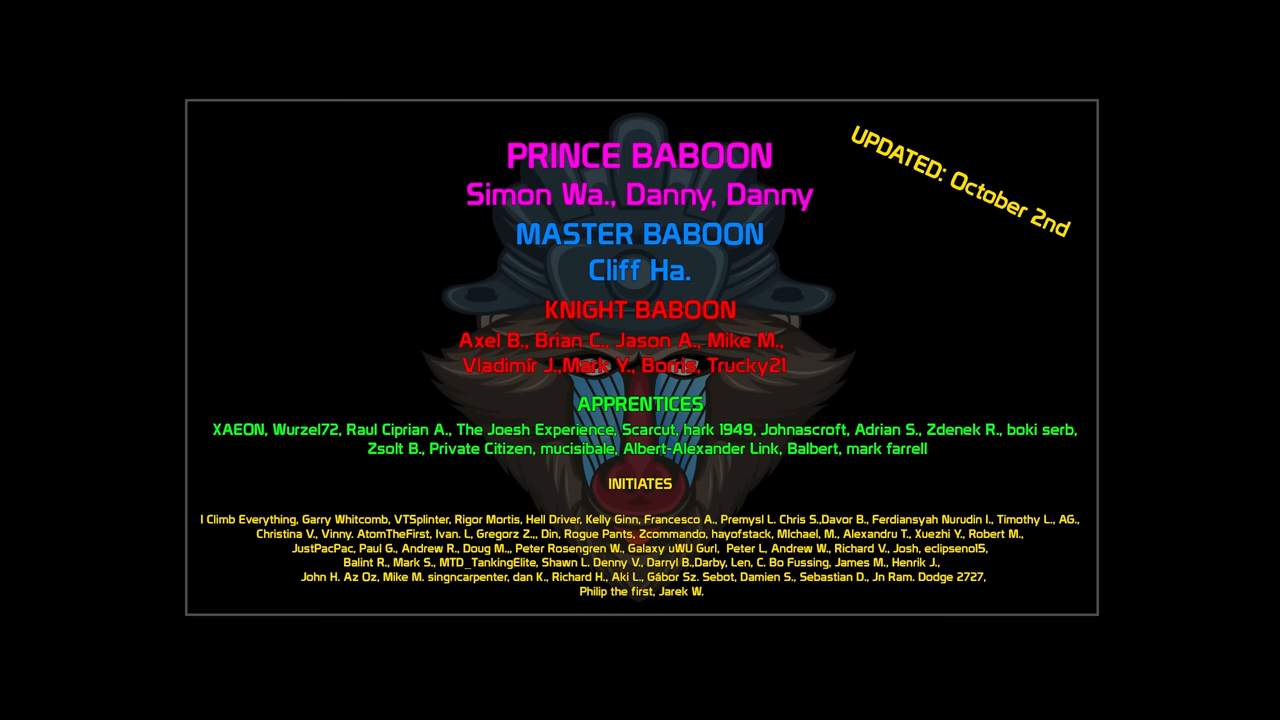 PRINCE BABOON
UPDATED: October 2nd
Simon Wa., Danny, Danny
MASTER BABOON
Cliff Ha.
KNIGHT BABOON
Axel B., Brian C., Jason A., Mike M.,
Vladimír J.,Mark Y., Borris, Trucky21
APPRENTICES
XAEON, Wurzel72, Raul Ciprian A., The Joesh Experience, Scarcut, hark 1949, Johnascroft, Adrian S., Zdenek R., boki serb,
Zsolt B., Private Citizen, mucisibale, Albert-Alexander Link, Balbert, mark farrell
INITIATES
I Climb Everything, Garry Whitcomb, VTSplinter, Rigor Mortis, Hell Driver, Kelly Ginn, Francesco A., Premysl L. Chris S.,Davor B., Ferdiansyah Nurudin I., Timothy L., AG.,
Christina V., Vinny. AtomTheFirst, Ivan. L, Gregorz Z.,, Din, Rogue Pants, Zcommando, hayofstack, MIchael, M., Alexandru T., Xuezhi Y., Robert M.,
JustPacPac, Paul G., Andrew R., Doug M.,, Peter Rosengren W., Galaxy uWU Gurl,  Peter L, Andrew W., Richard V., Josh, eclipseno15,
Balint R., Mark S., MTD_TankingElite, Shawn L. Denny V., Darryl B.,Darby, Len, C. Bo Fussing, James M., Henrik J.,
John H. Az Oz, Mike M. singncarpenter, dan K., Richard H., Aki L., Gábor Sz. Sebot, Damien S., Sebastian D., Jn Ram. Dodge 2727,
Philip the first, Jarek W.